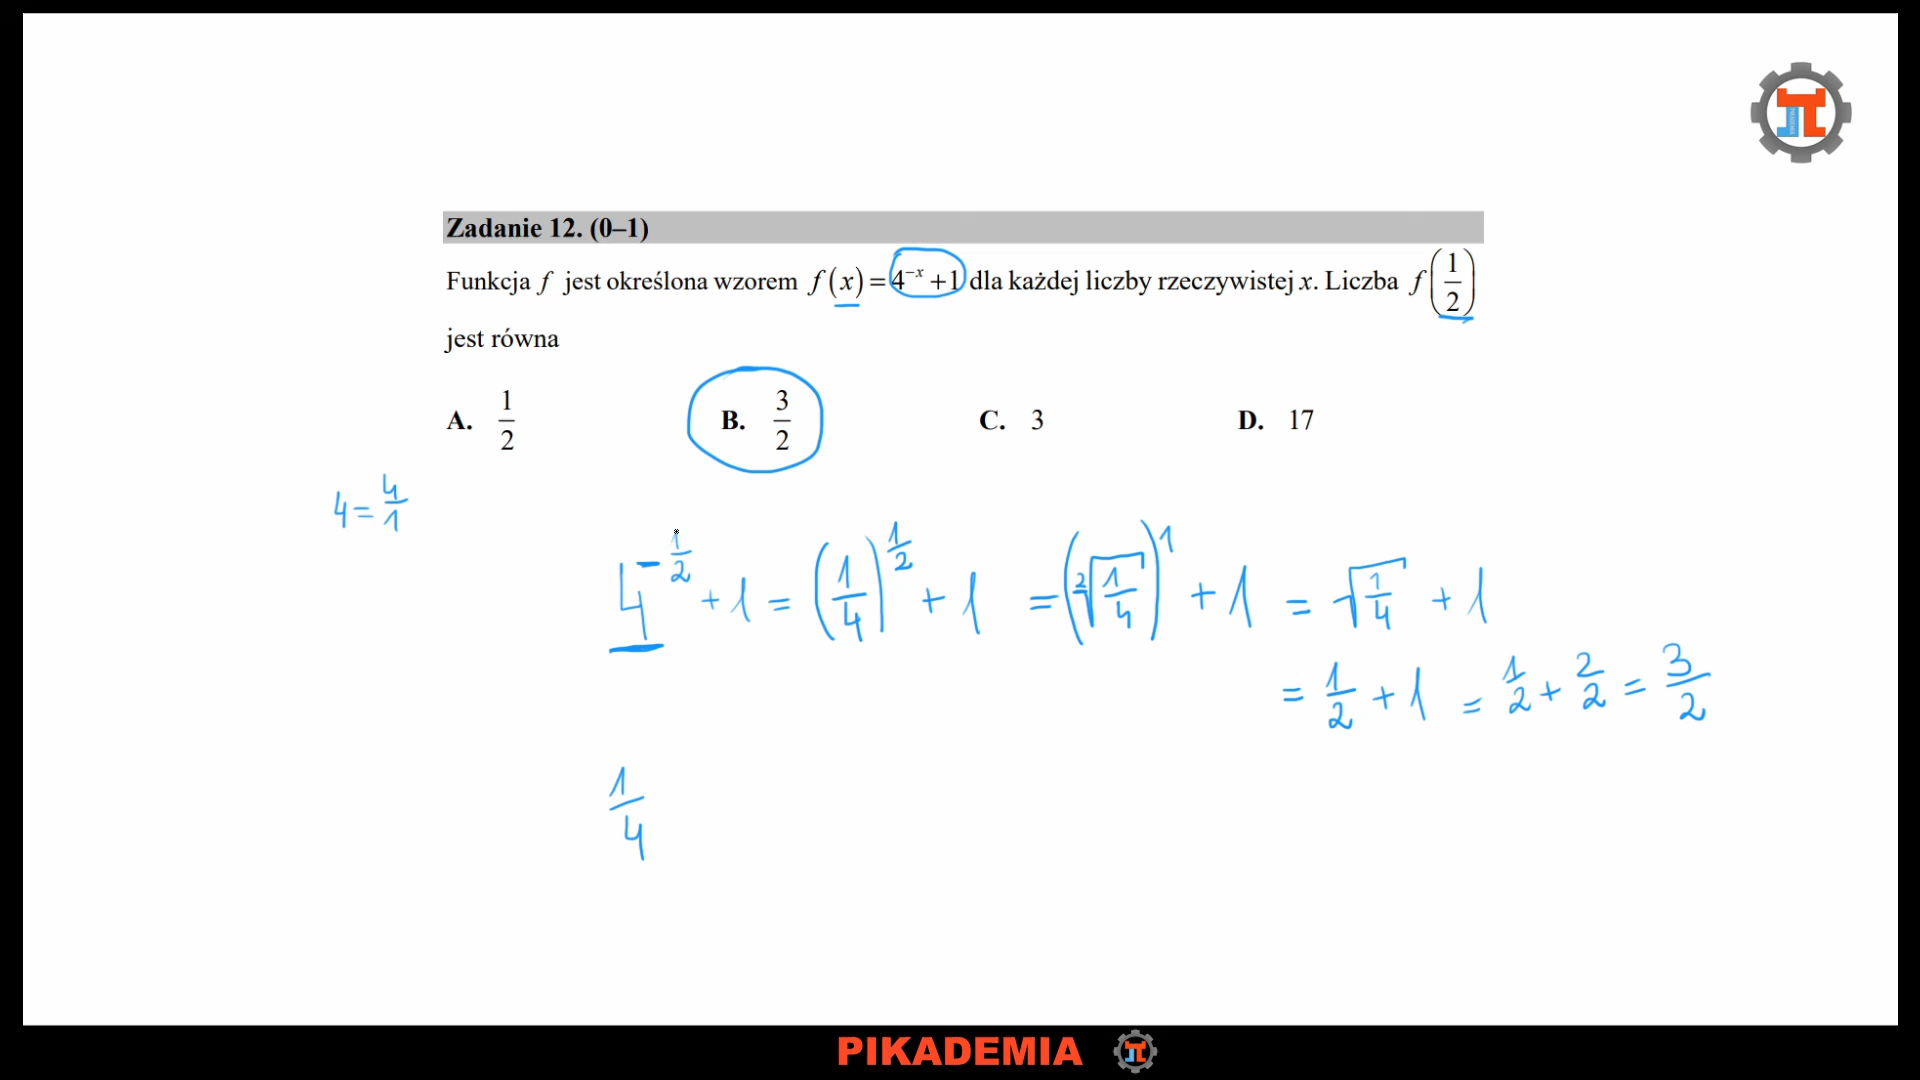 Zadanie 12. (0–1)
Funkcja f jest określona wzorem f(x) = 4^{-x} + 1 dla każdej liczby rzeczywistej x. Liczba f(1/2)
jest równa
A. 1/2 B. 3/2 C. 3 D. 17
4 = 4/1
4^{-1/2} + 1 = (1/4)^{1/2} + 1 = (²√(1/4))^1 + 1 = √(1/4) + 1
= 1/2 + 1 = 1/2 + 2/2 = 3/2
1/4
PIKADEMIA